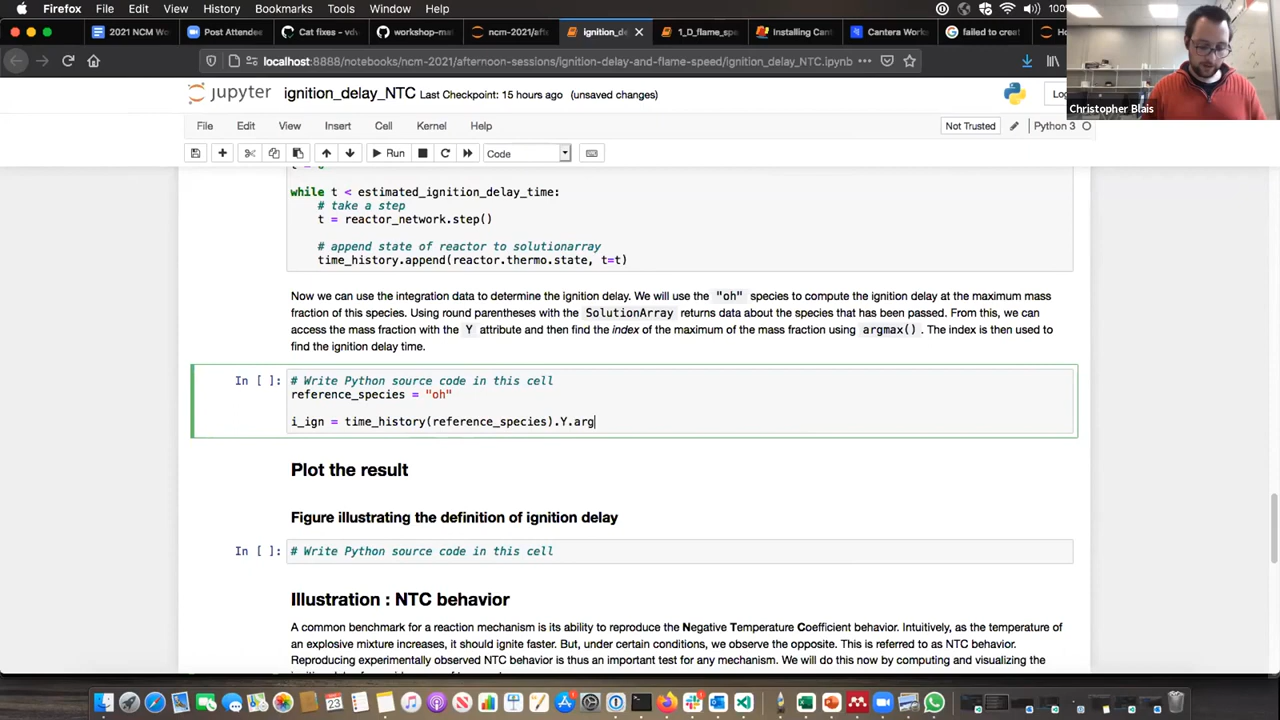 Firefox File Edit View History Bookmarks Tools Window Help 100%
2021 NCM Wo Post Attendee Cat fixes - vdv workshop-ma ncm-2021/afte ignition_de 1_D_flame_sp Installing Cant Cantera Works failed to creat
localhost:8888/notebooks/ncm-2021/afternoon-sessions/ignition-delay-and-flame-speed/ignition_delay_NTC.ipynb
Christopher Blais
jupyter ignition_delay_NTC Last Checkpoint: 15 hours ago (unsaved changes)
File Edit View Insert Cell Kernel Help Not Trusted Python 3
Run Code
while t < estimated_ignition_delay_time:
# take a step
t = reactor_network.step()
# append state of reactor to solutionarray
time_history.append(reactor.thermo.state, t=t)
Now we can use the integration data to determine the ignition delay. We will use the "oh" species to compute the ignition delay at the maximum mass
fraction of this species. Using round parentheses with the SolutionArray returns data about the species that has been passed. From this, we can
access the mass fraction with the Y attribute and then find the index of the maximum of the mass fraction using argmax() . The index is then used to
find the ignition delay time.
In [ ]: # Write Python source code in this cell
reference_species = "oh"
i_ign = time_history(reference_species).Y.arg
Plot the result
Figure illustrating the definition of ignition delay
In [ ]: # Write Python source code in this cell
Illustration : NTC behavior
A common benchmark for a reaction mechanism is its ability to reproduce the Negative Temperature Coefficient behavior. Intuitively, as the temperature of
an explosive mixture increases, it should ignite faster. But, under certain conditions, we observe the opposite. This is referred to as NTC behavior.
Reproducing experimentally observed NTC behavior is thus an important test for any mechanism. We will do this now by computing and visualizing the